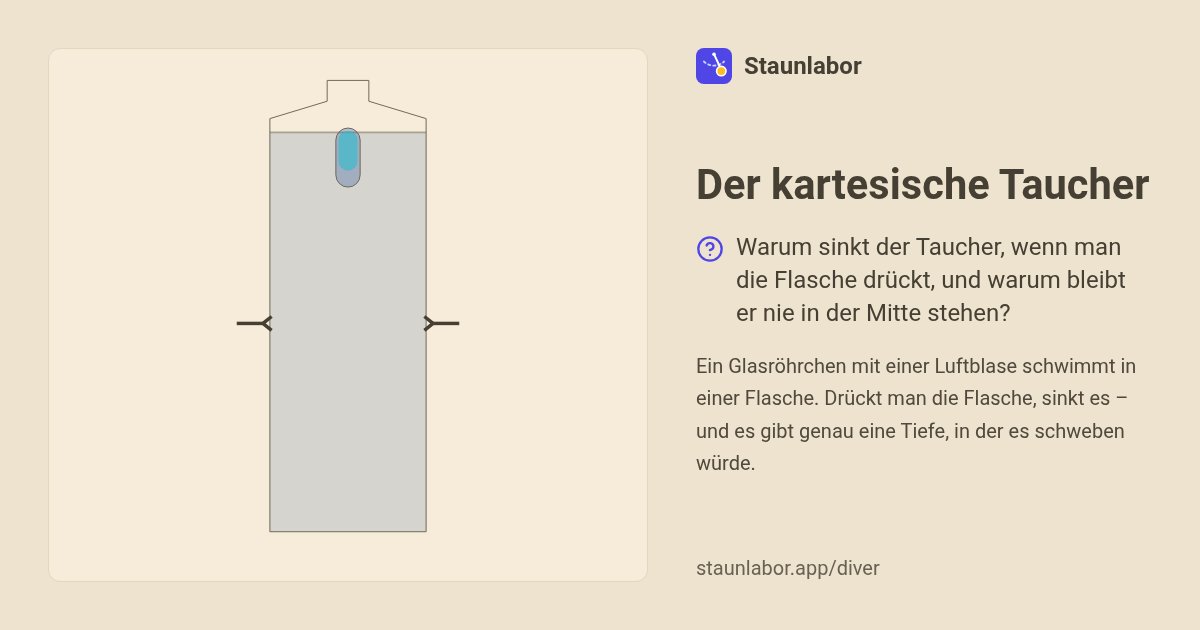 Staunlabor
Der kartesische Taucher
Warum sinkt der Taucher, wenn man
die Flasche drückt, und warum bleibt
er nie in der Mitte stehen?
Ein Glasröhrchen mit einer Luftblase schwimmt in
einer Flasche. Drückt man die Flasche, sinkt es –
und es gibt genau eine Tiefe, in der es schweben
würde.
staunlabor.app/diver